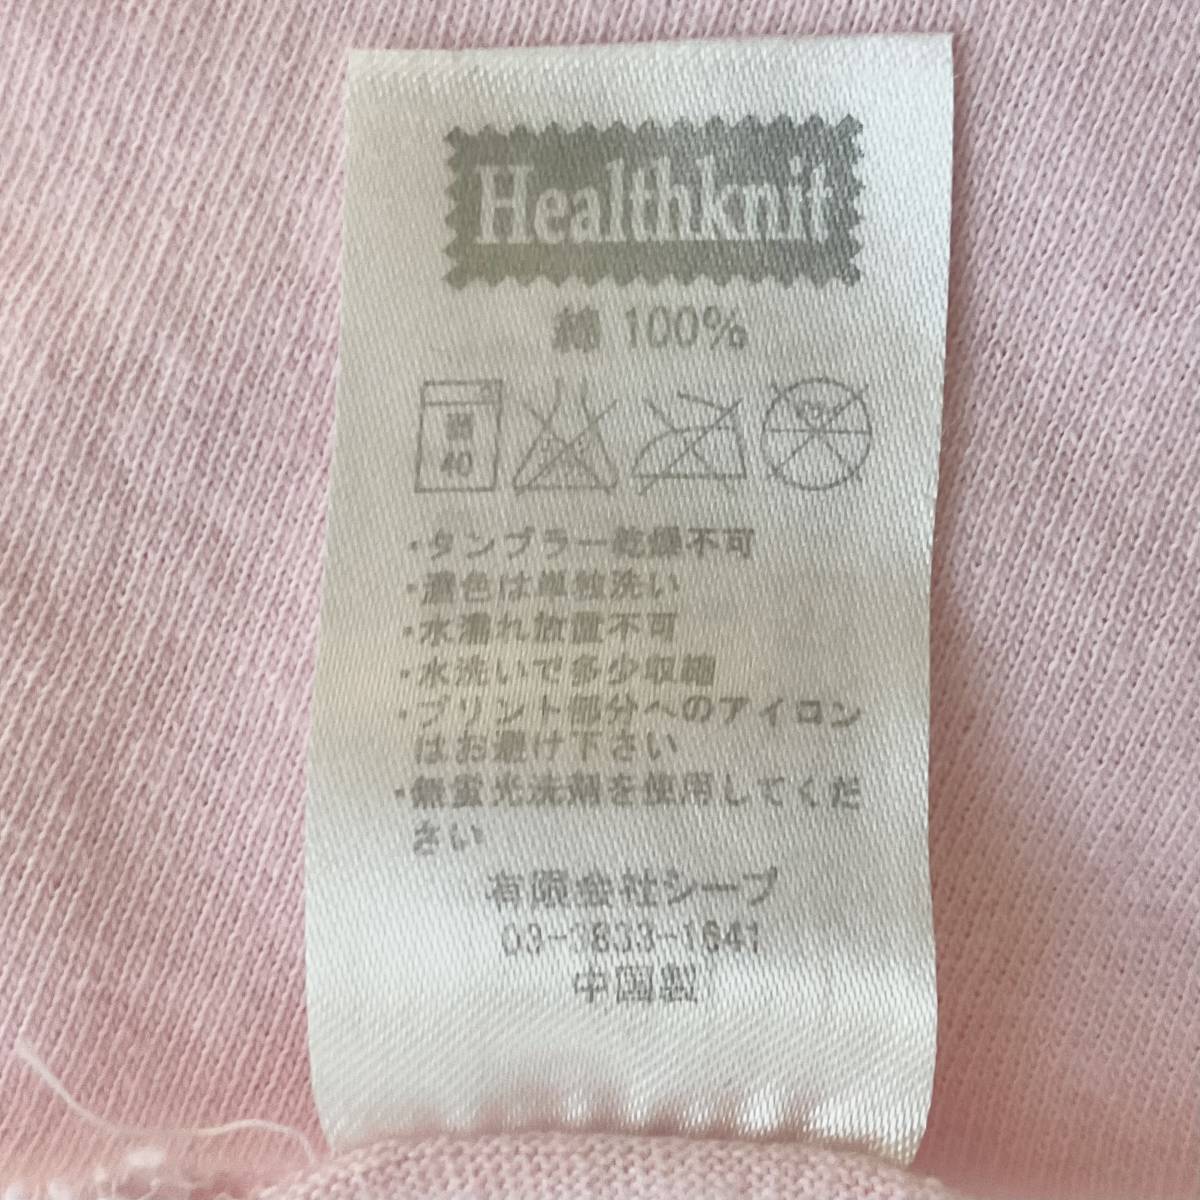 Healthknit
綿 100%
40
・タンブラー乾燥不可
・濃色は単独洗い
・水濡れ放置不可
・水洗いで多少収縮
・プリント部分へのアイロン
はお避け下さい
・無蛍光洗剤を使用してくだ
さい
有限会社シープ
03-3833-1641
中国製